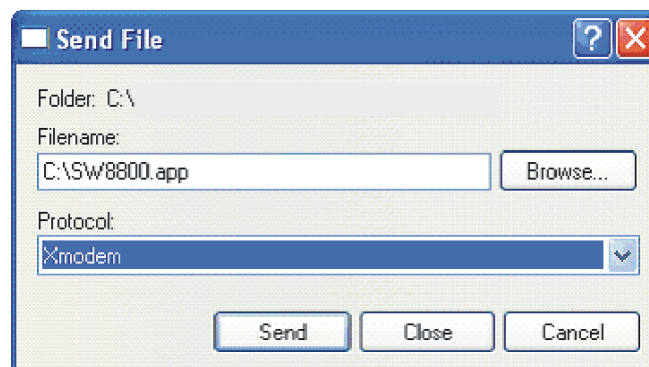 Send File
Folder: C:\
Filename:
C:\SW8800.app
Browse...
Protocol:
Xmodem
Send Close Cancel